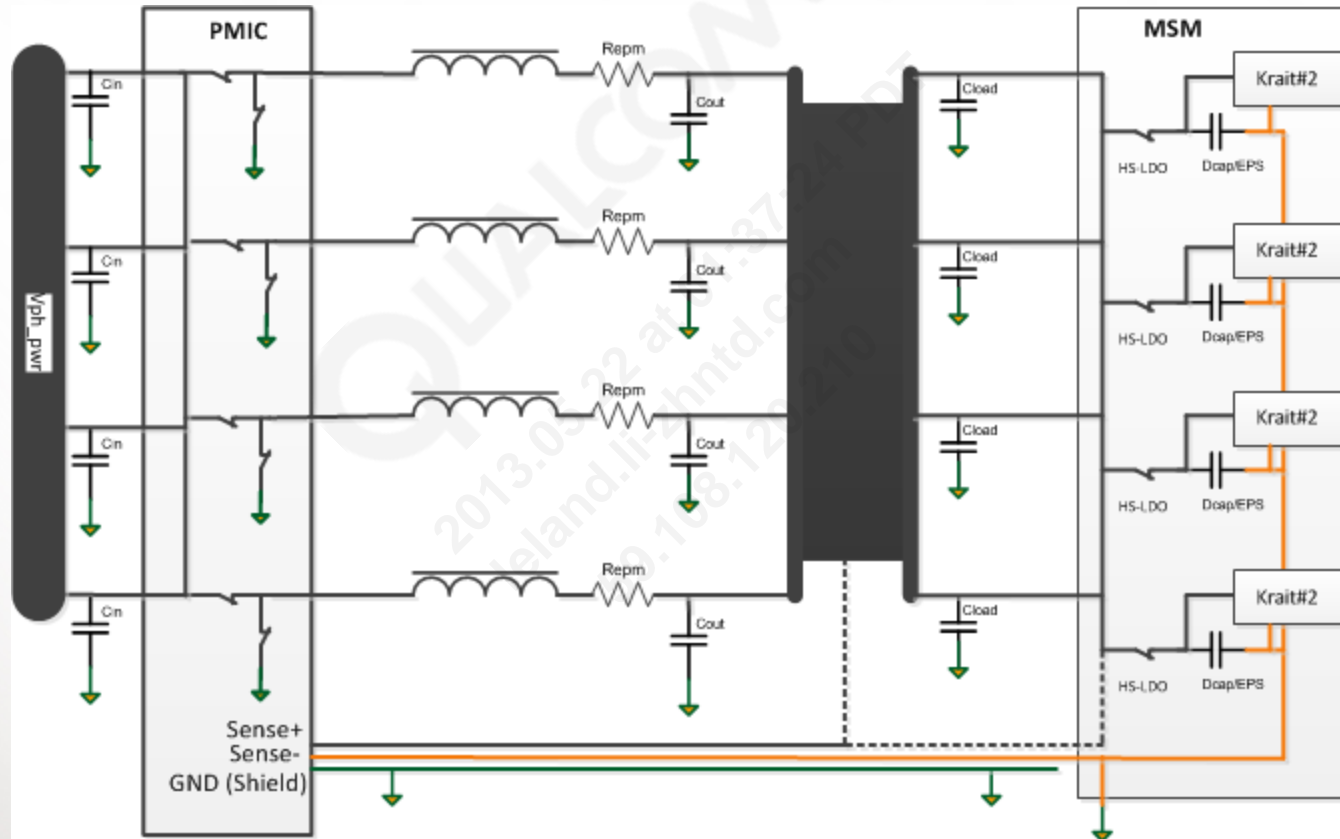 PMIC
MSM
Repm
Cin
Cout
Cload
Krait#2
HS-LDO
Dcap/EPS
Repm
Cin
Cout
Cload
Krait#2
HS-LDO
Dcap/EPS
Vph_pwr
Repm
Cin
Cout
Cload
Krait#2
HS-LDO
Dcap/EPS
Repm
Cin
Cout
Cload
Krait#2
HS-LDO
Dcap/EPS
Sense+
Sense-
GND (Shield)